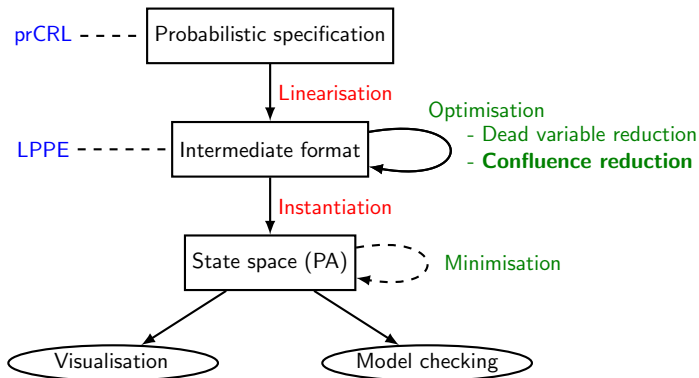 prCRL
Probabilistic specification
Linearisation
Optimisation
- Dead variable reduction
LPPE
Intermediate format
- Confluence reduction
Instantiation
State space (PA)
Minimisation
Visualisation
Model checking